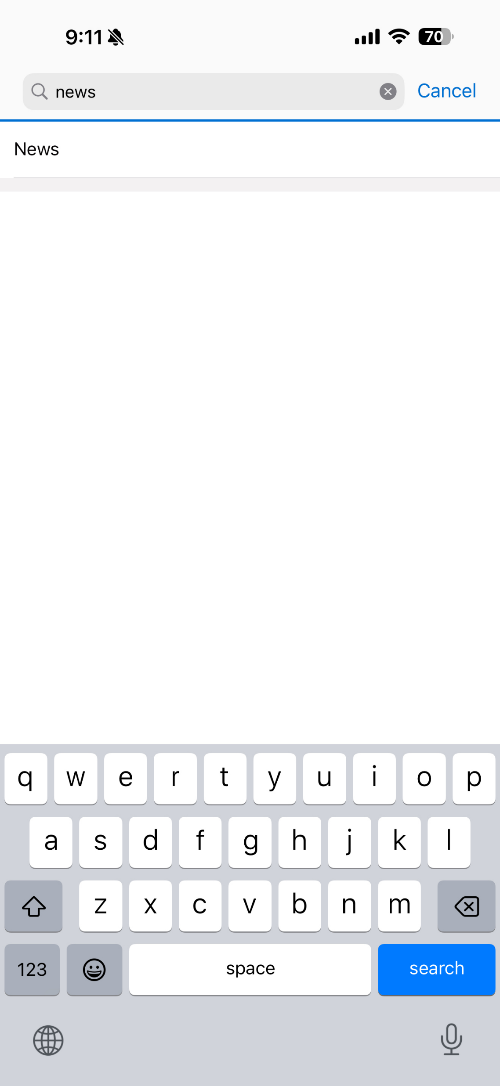 9:11
70
news
Cancel
News
q w e r t y u i o p
a s d f g h j k l
z x c v b n m
123 space search